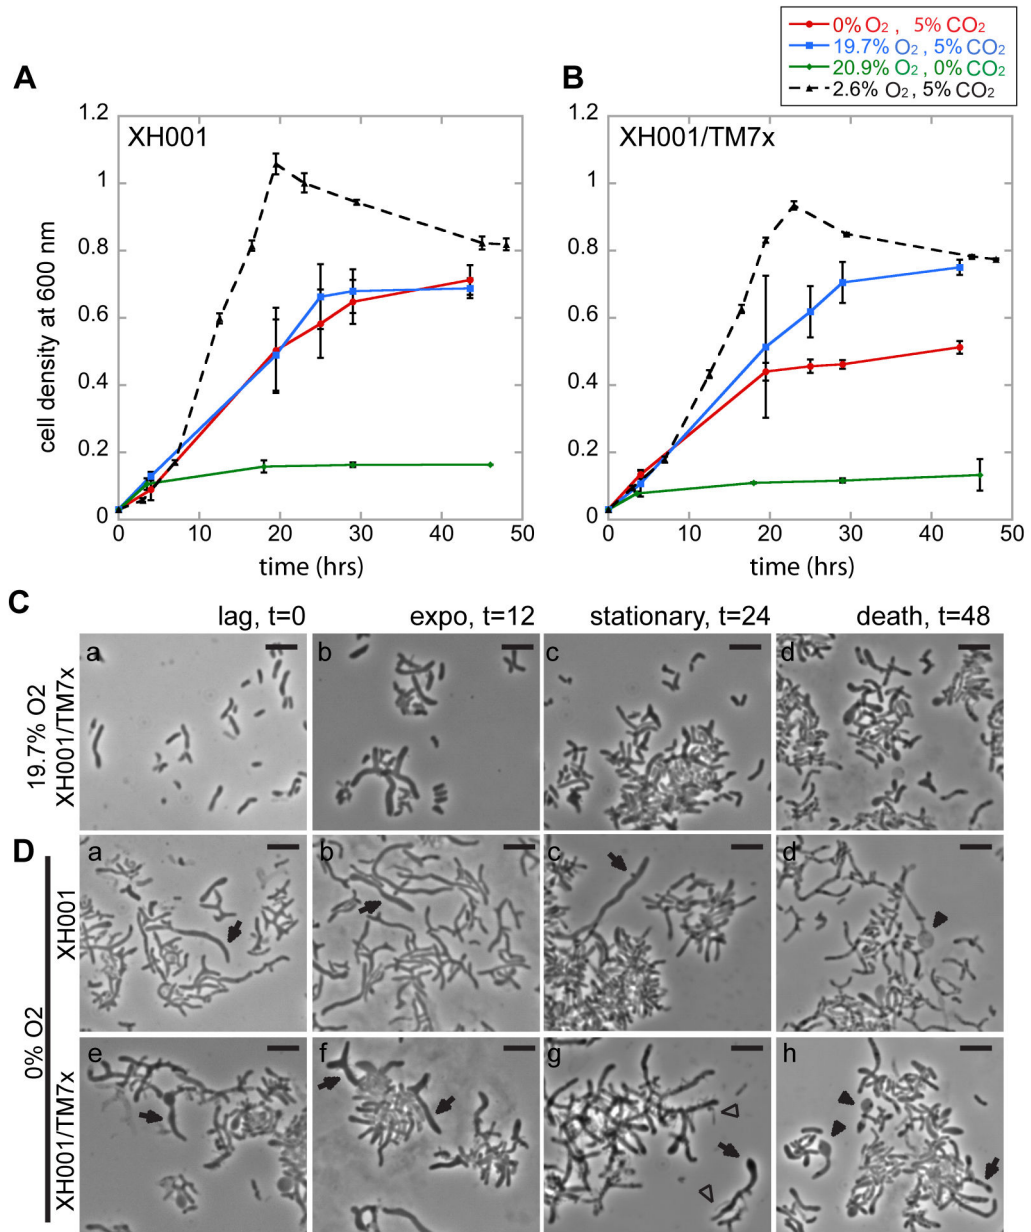 0% O2 , 5% CO2
19.7% O2 , 5% CO2
20.9% O2 , 0% CO2
2.6% O2 , 5% CO2
A
B
XH001
XH001/TM7x
cell density at 600 nm
1.2
1
0.8
0.6
0.4
0.2
0
0 10 20 30 40 50
time (hrs)
1.2
1
0.8
0.6
0.4
0.2
0
0 10 20 30 40 50
time (hrs)
C
lag, t=0
expo, t=12
stationary, t=24
death, t=48
19.7% O2
XH001/TM7x
a
b
c
d
D
0% O2
XH001
a
b
c
d
XH001/TM7x
e
f
g
h